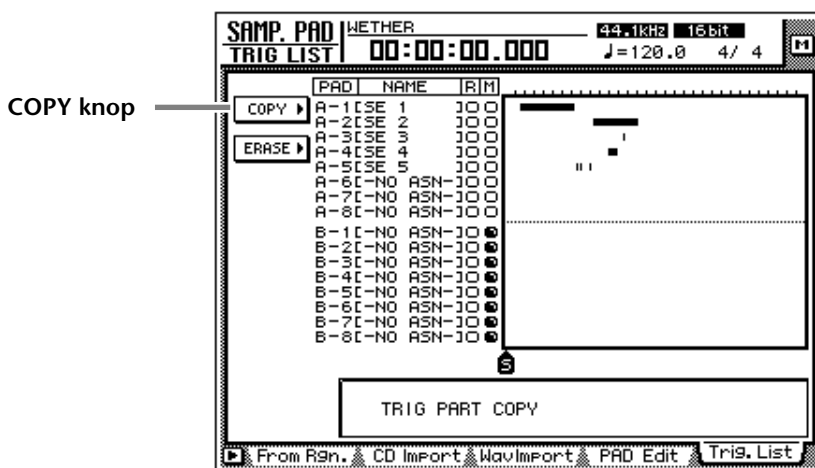 SAMP. PAD
TRIG LIST
WETHER
00:00:00.000
44.1kHz 16bit
♩=120.0 4/ 4
M
COPY knop
COPY
ERASE
PAD NAME R M
A-1[SE 1 ]
A-2[SE 2 ]
A-3[SE 3 ]
A-4[SE 4 ]
A-5[SE 5 ]
A-6[-NO ASN-]
A-7[-NO ASN-]
A-8[-NO ASN-]
B-1[-NO ASN-]
B-2[-NO ASN-]
B-3[-NO ASN-]
B-4[-NO ASN-]
B-5[-NO ASN-]
B-6[-NO ASN-]
B-7[-NO ASN-]
B-8[-NO ASN-]
S
TRIG PART COPY
From Rgn. CD Import WavImport PAD Edit Trig. List